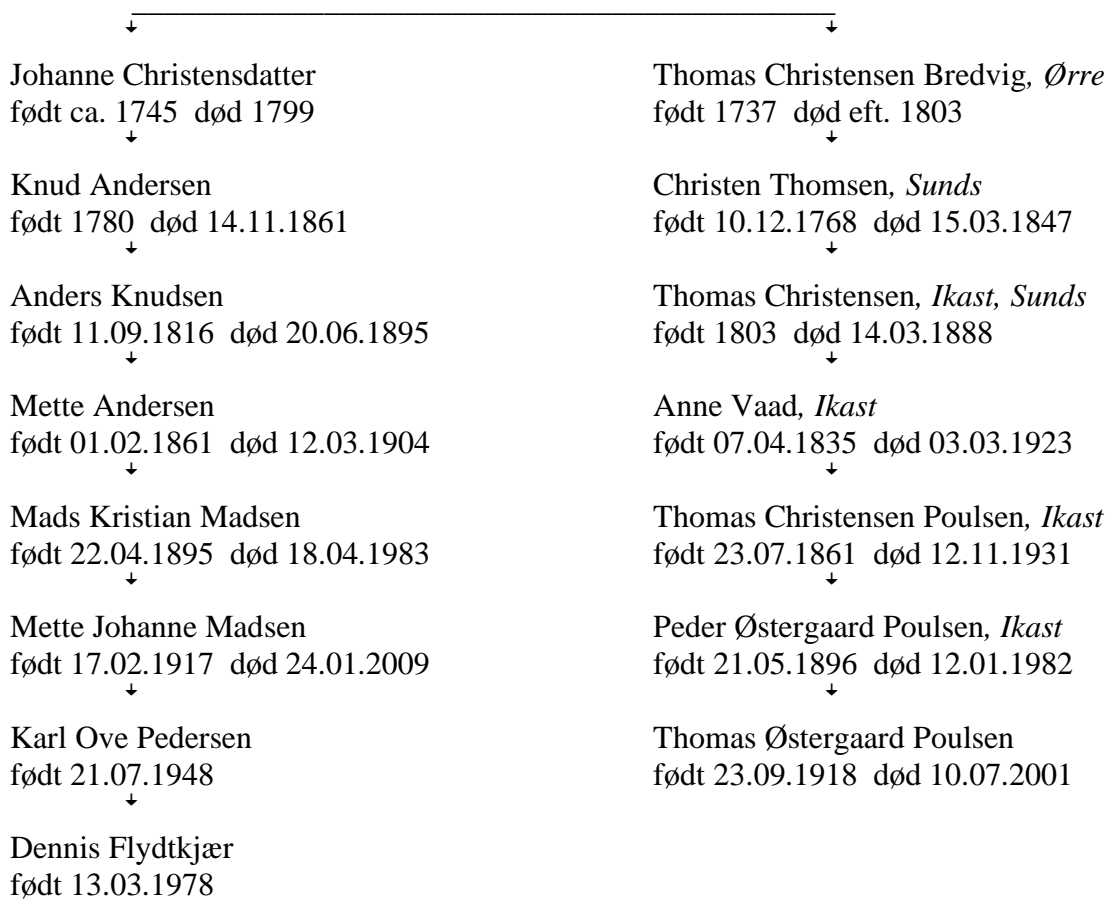 Johanne Christensdatter
født ca. 1745 død 1799
Knud Andersen
født 1780 død 14.11.1861
Anders Knudsen
født 11.09.1816 død 20.06.1895
Mette Andersen
født 01.02.1861 død 12.03.1904
Mads Kristian Madsen
født 22.04.1895 død 18.04.1983
Mette Johanne Madsen
født 17.02.1917 død 24.01.2009
Karl Ove Pedersen
født 21.07.1948
Dennis Flydtkjær
født 13.03.1978
Thomas Christensen Bredvig, Ørre
født 1737 død eft. 1803
Christen Thomsen, Sunds
født 10.12.1768 død 15.03.1847
Thomas Christensen, Ikast, Sunds
født 1803 død 14.03.1888
Anne Vaad, Ikast
født 07.04.1835 død 03.03.1923
Thomas Christensen Poulsen, Ikast
født 23.07.1861 død 12.11.1931
Peder Østergaard Poulsen, Ikast
født 21.05.1896 død 12.01.1982
Thomas Østergaard Poulsen
født 23.09.1918 død 10.07.2001